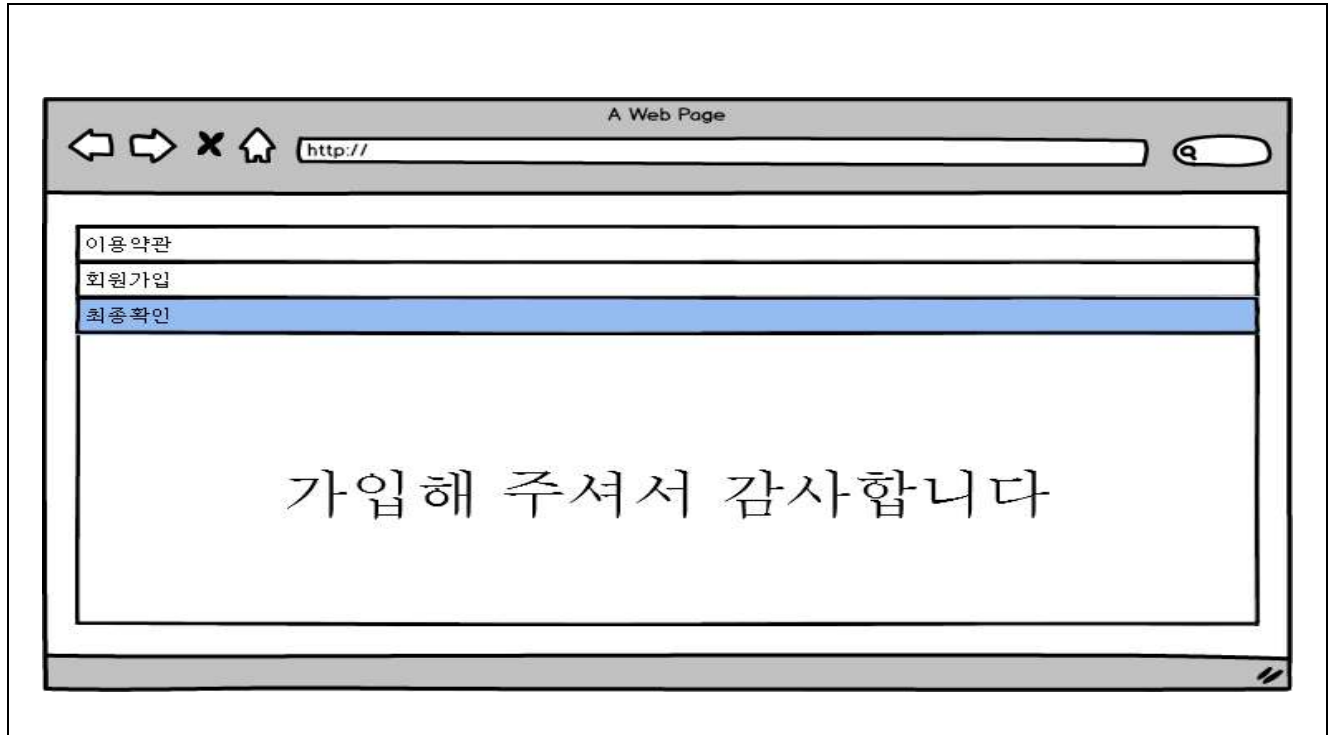 A Web Page
http://
이용약관
회원가입
최종확인
가입해 주셔서 감사합니다